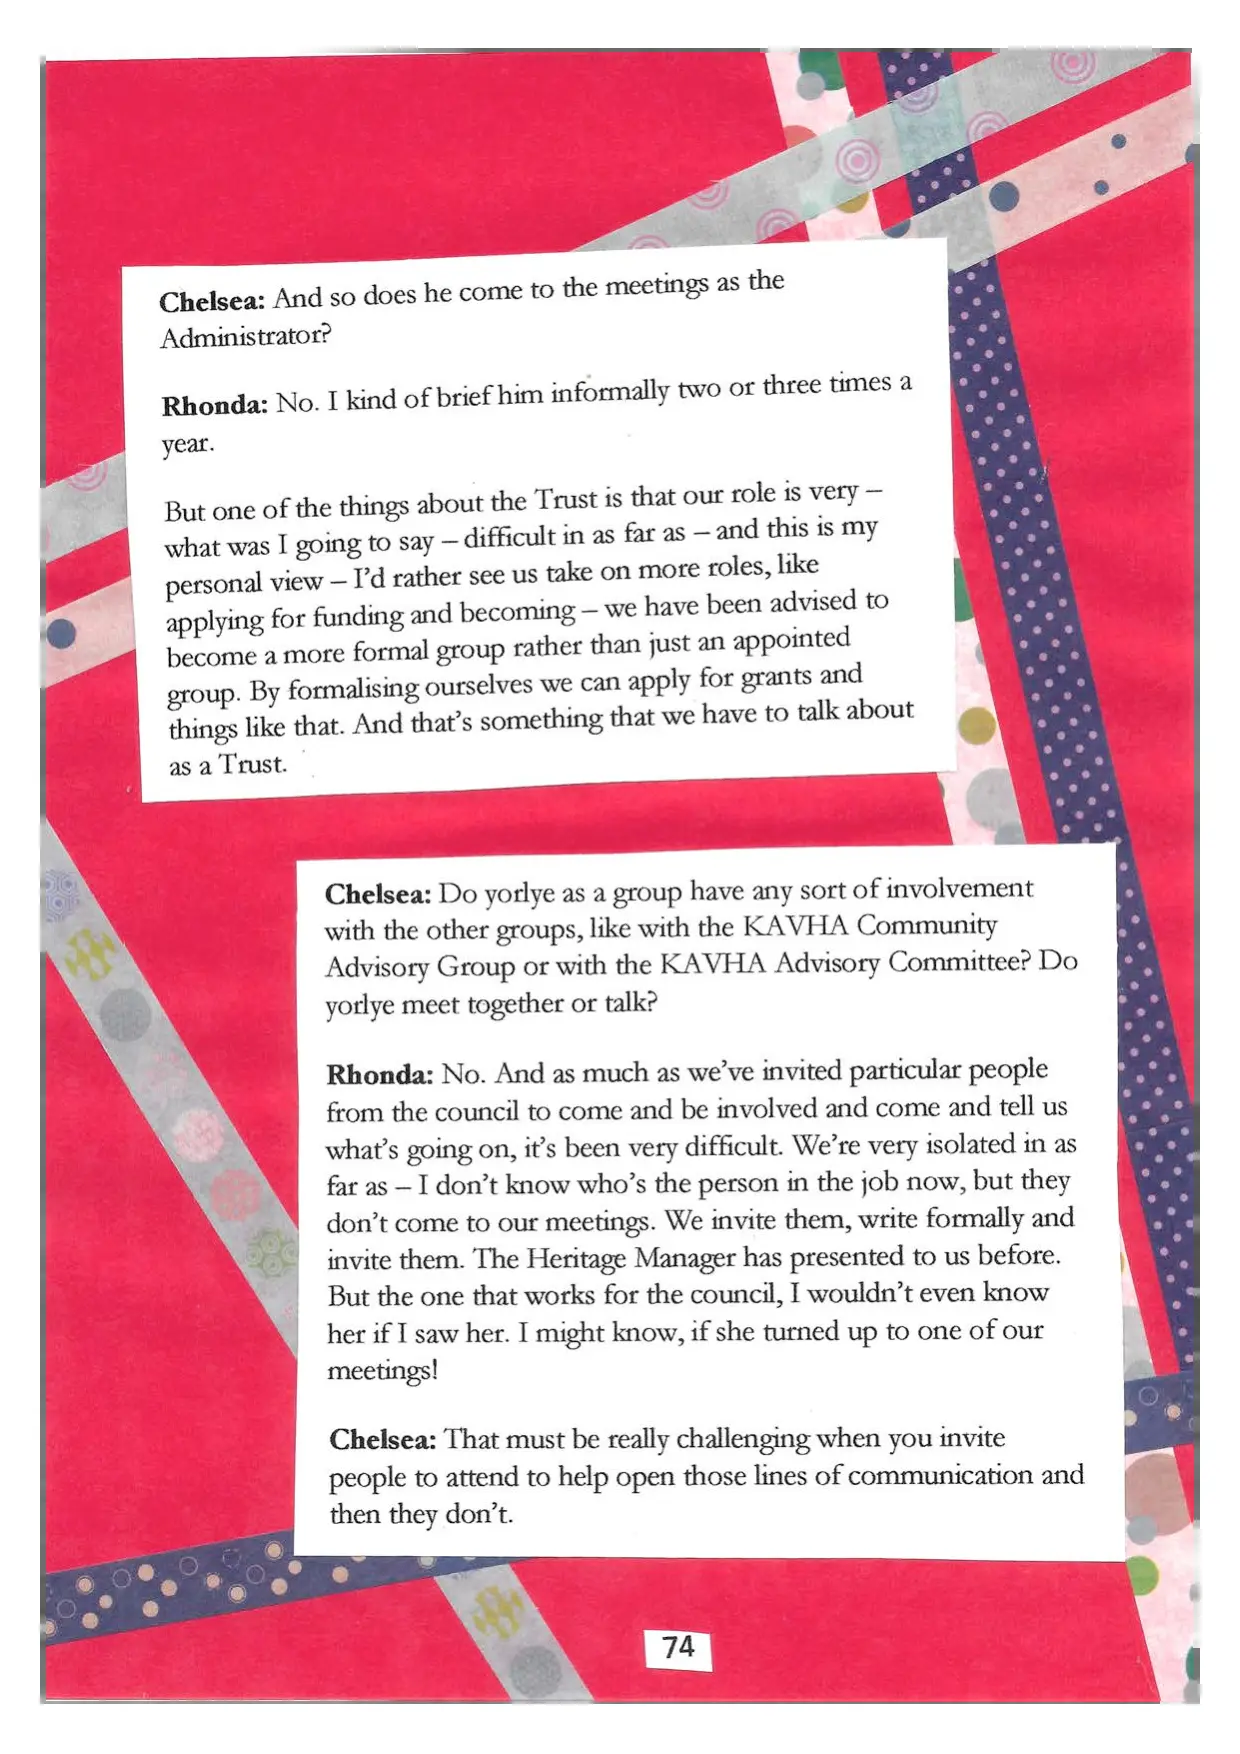 Chelsea: And so does he come to the meetings as the
Administrator?
Rhonda: No. I kind of brief him informally two or three times a
year.
But one of the things about the Trust is that our role is very –
what was I going to say – difficult in as far as – and this is my
personal view – I'd rather see us take on more roles, like
applying for funding and becoming – we have been advised to
become a more formal group rather than just an appointed
group. By formalising ourselves we can apply for grants and
things like that. And that's something that we have to talk about
as a Trust.
Chelsea: Do yorlye as a group have any sort of involvement
with the other groups, like with the KAVHA Community
Advisory Group or with the KAVHA Advisory Committee? Do
yorlye meet together or talk?
Rhonda: No. And as much as we've invited particular people
from the council to come and be involved and come and tell us
what's going on, it's been very difficult. We're very isolated in as
far as – I don't know who's the person in the job now, but they
don't come to our meetings. We invite them, write formally and
invite them. The Heritage Manager has presented to us before.
But the one that works for the council, I wouldn't even know
her if I saw her. I might know, if she turned up to one of our
meetings!
Chelsea: That must be really challenging when you invite
people to attend to help open those lines of communication and
then they don't.
74